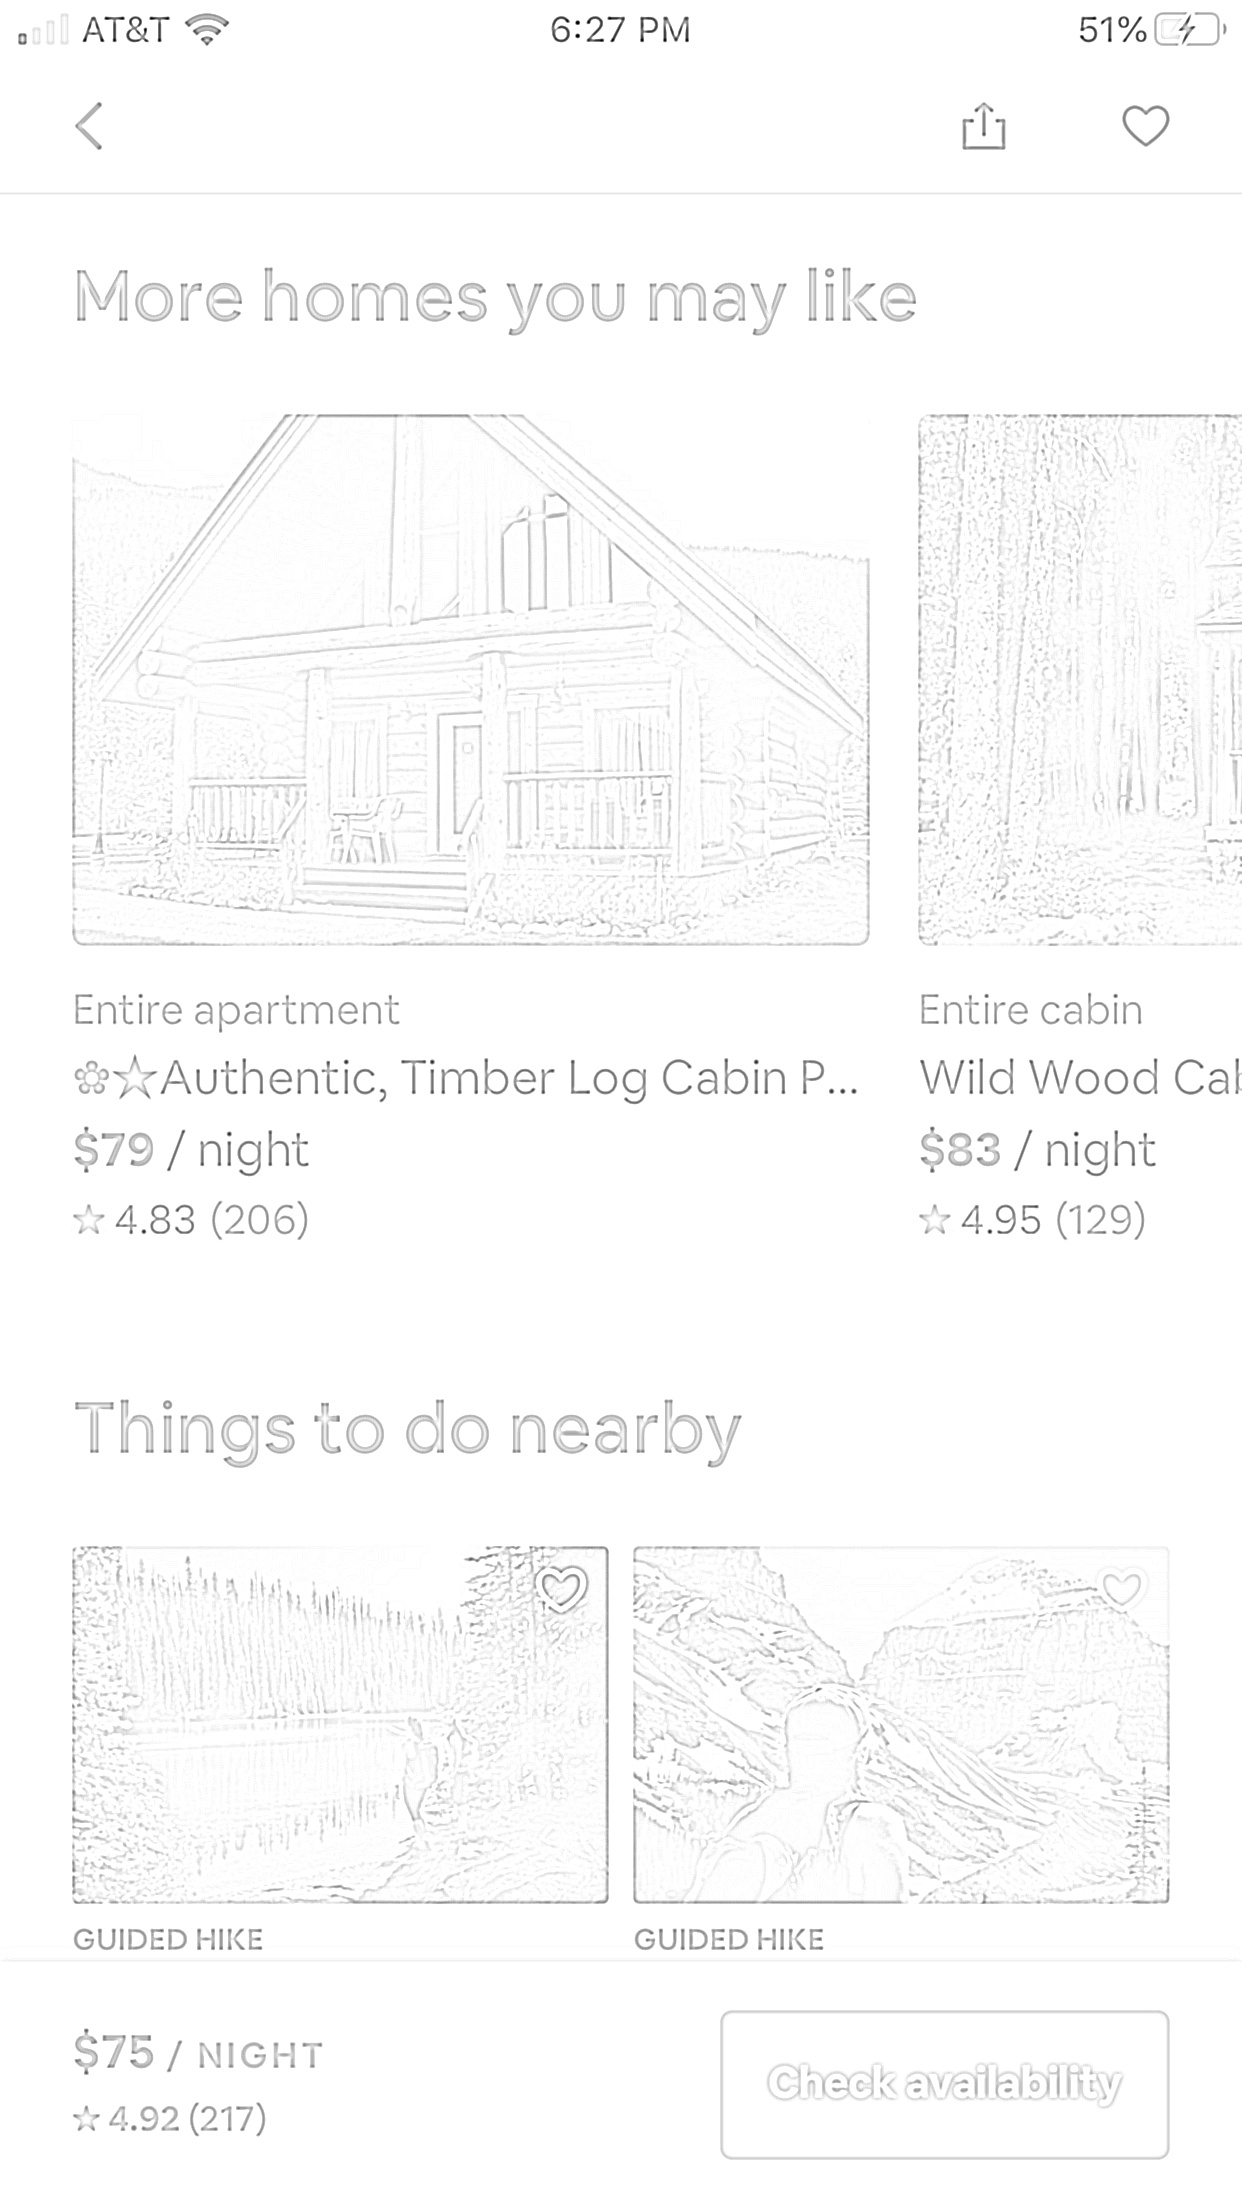 AT&T 6:27 PM 51%
More homes you may like
Entire apartment
❀★Authentic, Timber Log Cabin P...
$79 / night
★ 4.83 (206)
Entire cabin
Wild Wood Cab
$83 / night
★ 4.95 (129)
Things to do nearby
GUIDED HIKE
GUIDED HIKE
$75 / NIGHT
★ 4.92 (217)
Check availability